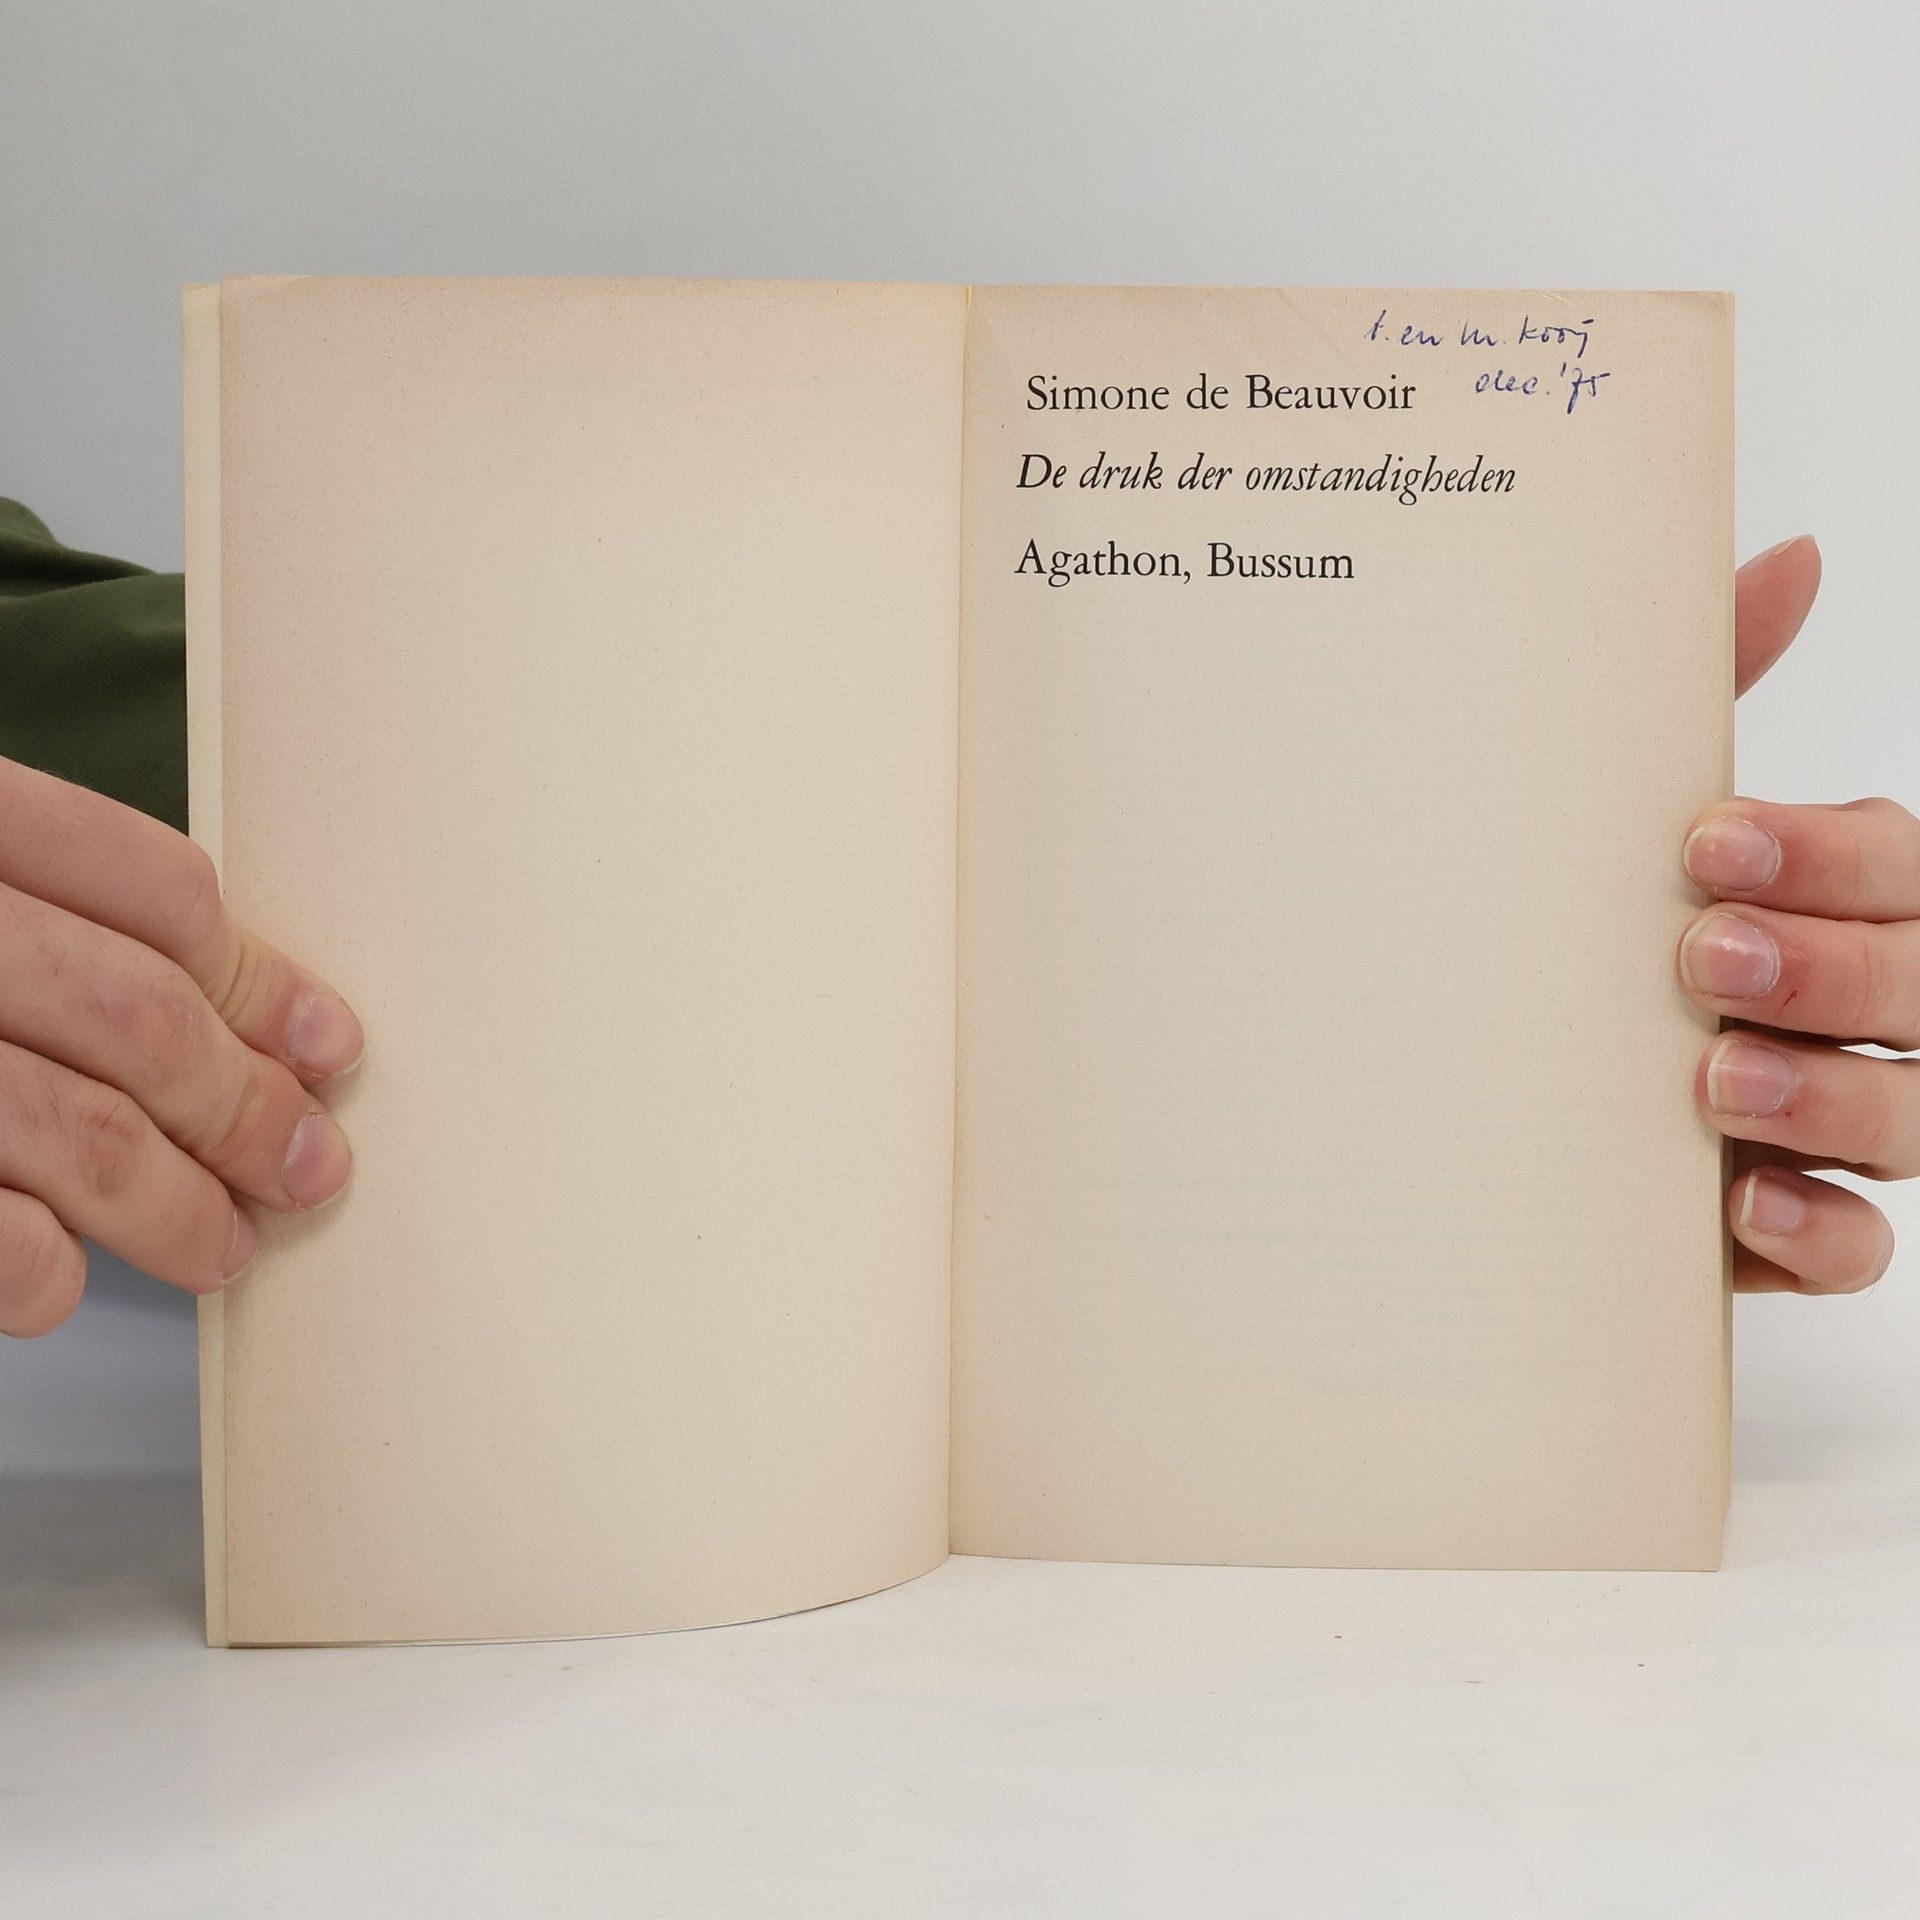 t. en m. kooij
dec. '75
Simone de Beauvoir
De druk der omstandigheden
Agathon, Bussum